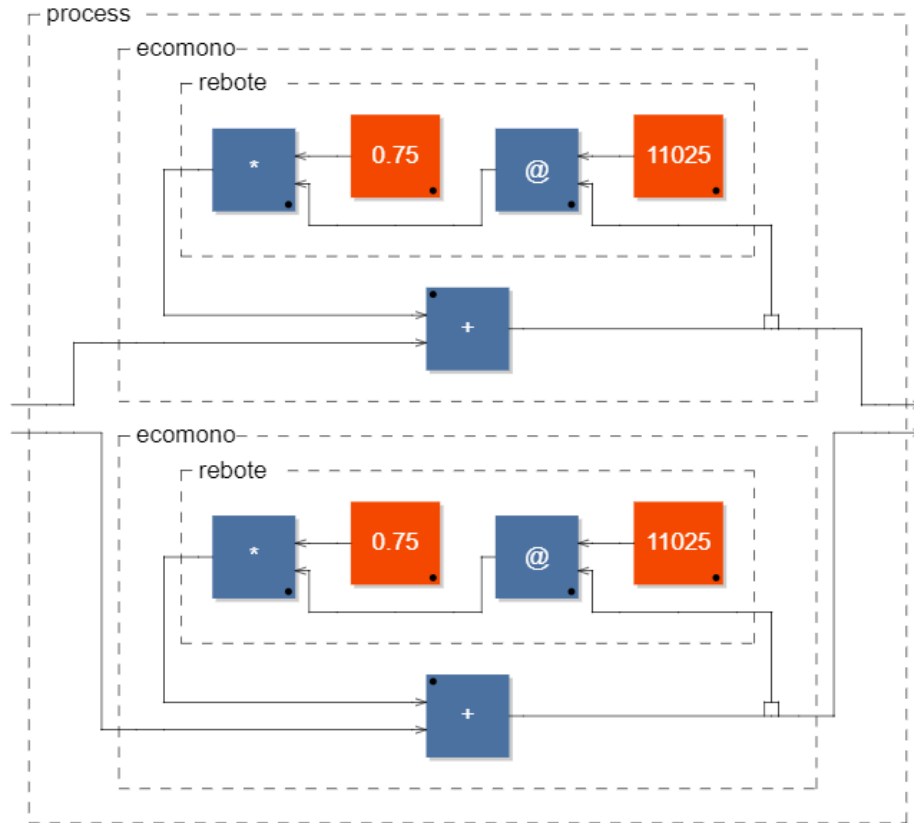 process
ecomono
rebote
* 0.75 @ 11025
+
ecomono
rebote
* 0.75 @ 11025
+